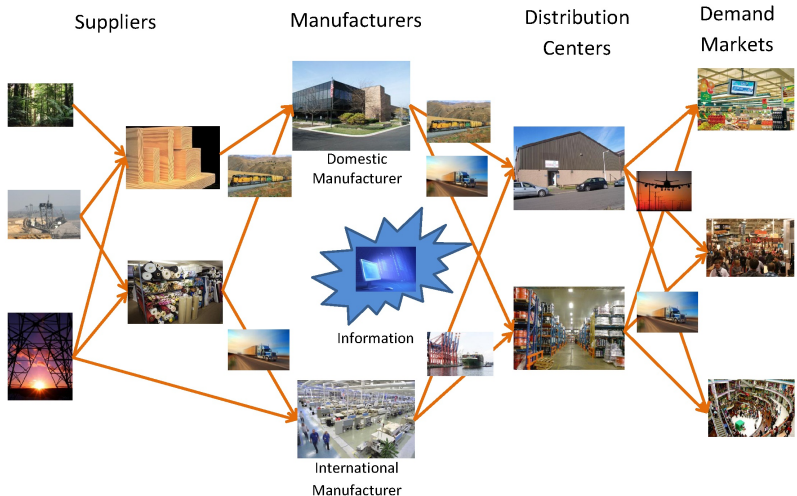 Suppliers
Manufacturers
Distribution
Centers
Demand
Markets
Domestic
Manufacturer
Information
International
Manufacturer